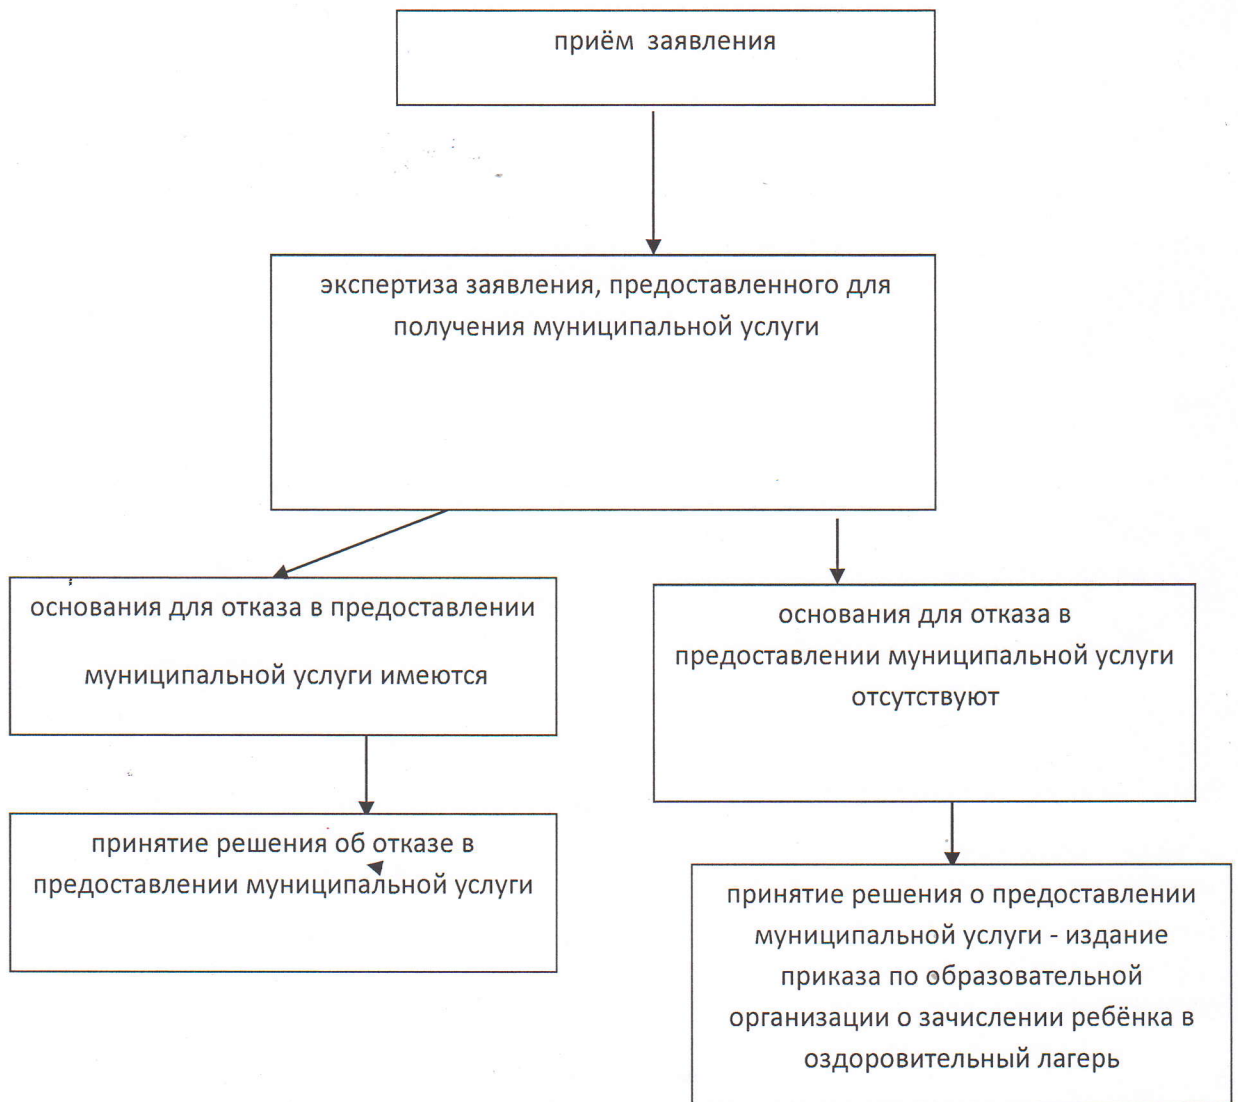 приём заявления
экспертиза заявления, предоставленного для
получения муниципальной услуги
основания для отказа в предоставлении
муниципальной услуги имеются
основания для отказа в
предоставлении муниципальной услуги
отсутствуют
принятие решения об отказе в
предоставлении муниципальной услуги
принятие решения о предоставлении
муниципальной услуги - издание
приказа по образовательной
организации о зачислении ребёнка в
оздоровительный лагерь